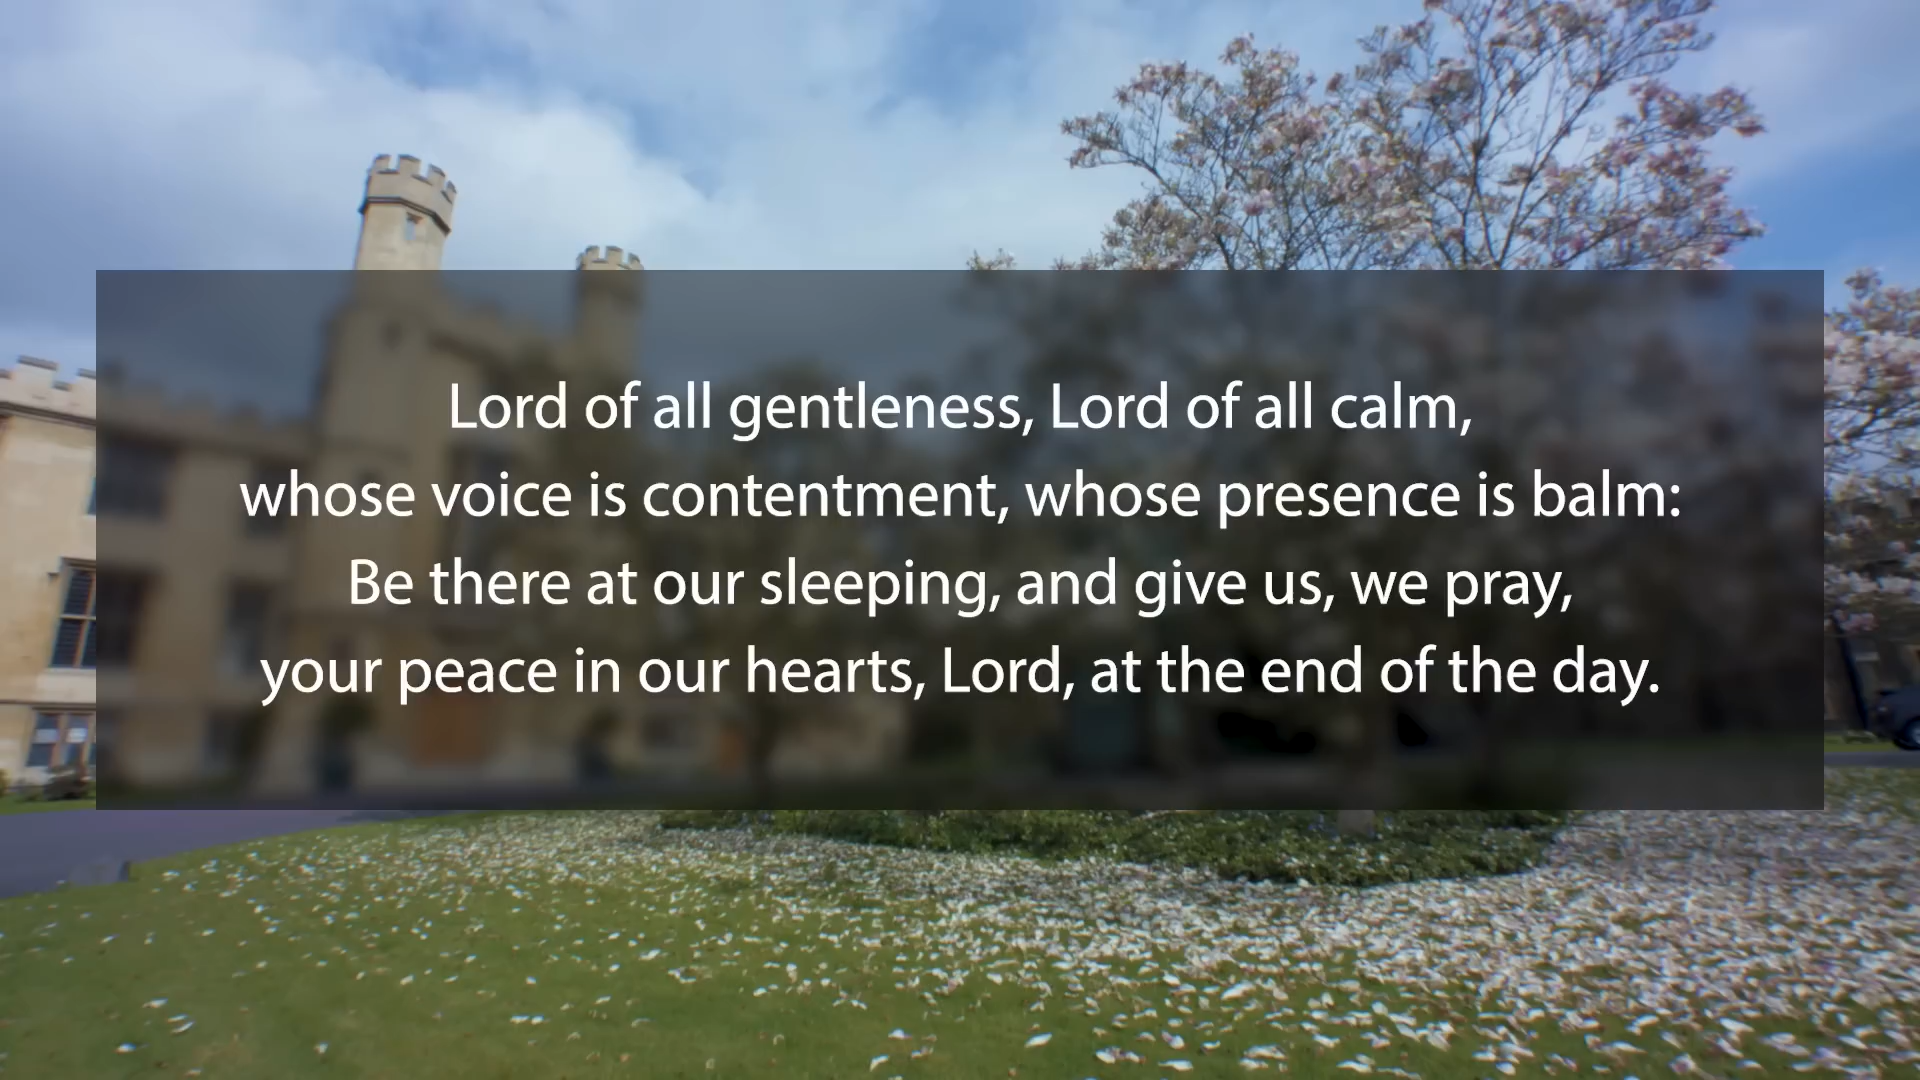 Lord of all gentleness, Lord of all calm,
whose voice is contentment, whose presence is balm:
Be there at our sleeping, and give us, we pray,
your peace in our hearts, Lord, at the end of the day.